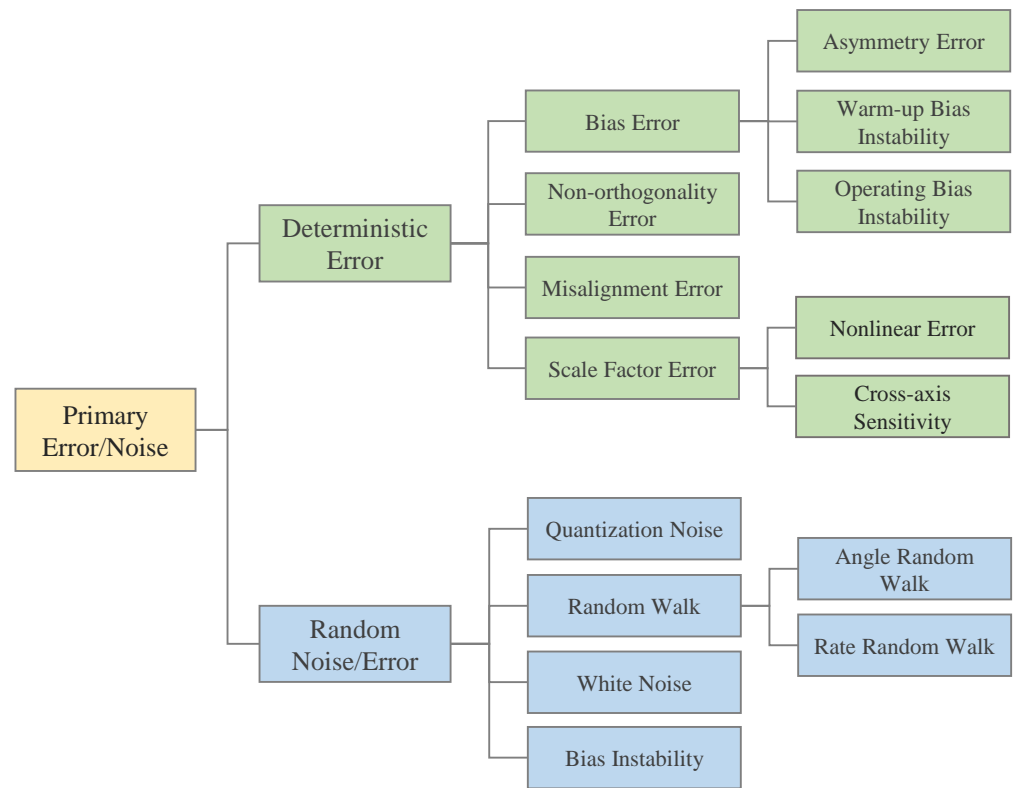 Primary
Error/Noise
Deterministic
Error
Bias Error
Asymmetry Error
Warm-up Bias
Instability
Operating Bias
Instability
Non-orthogonality
Error
Misalignment Error
Scale Factor Error
Nonlinear Error
Cross-axis
Sensitivity
Random
Noise/Error
Quantization Noise
Random Walk
Angle Random
Walk
Rate Random Walk
White Noise
Bias Instability